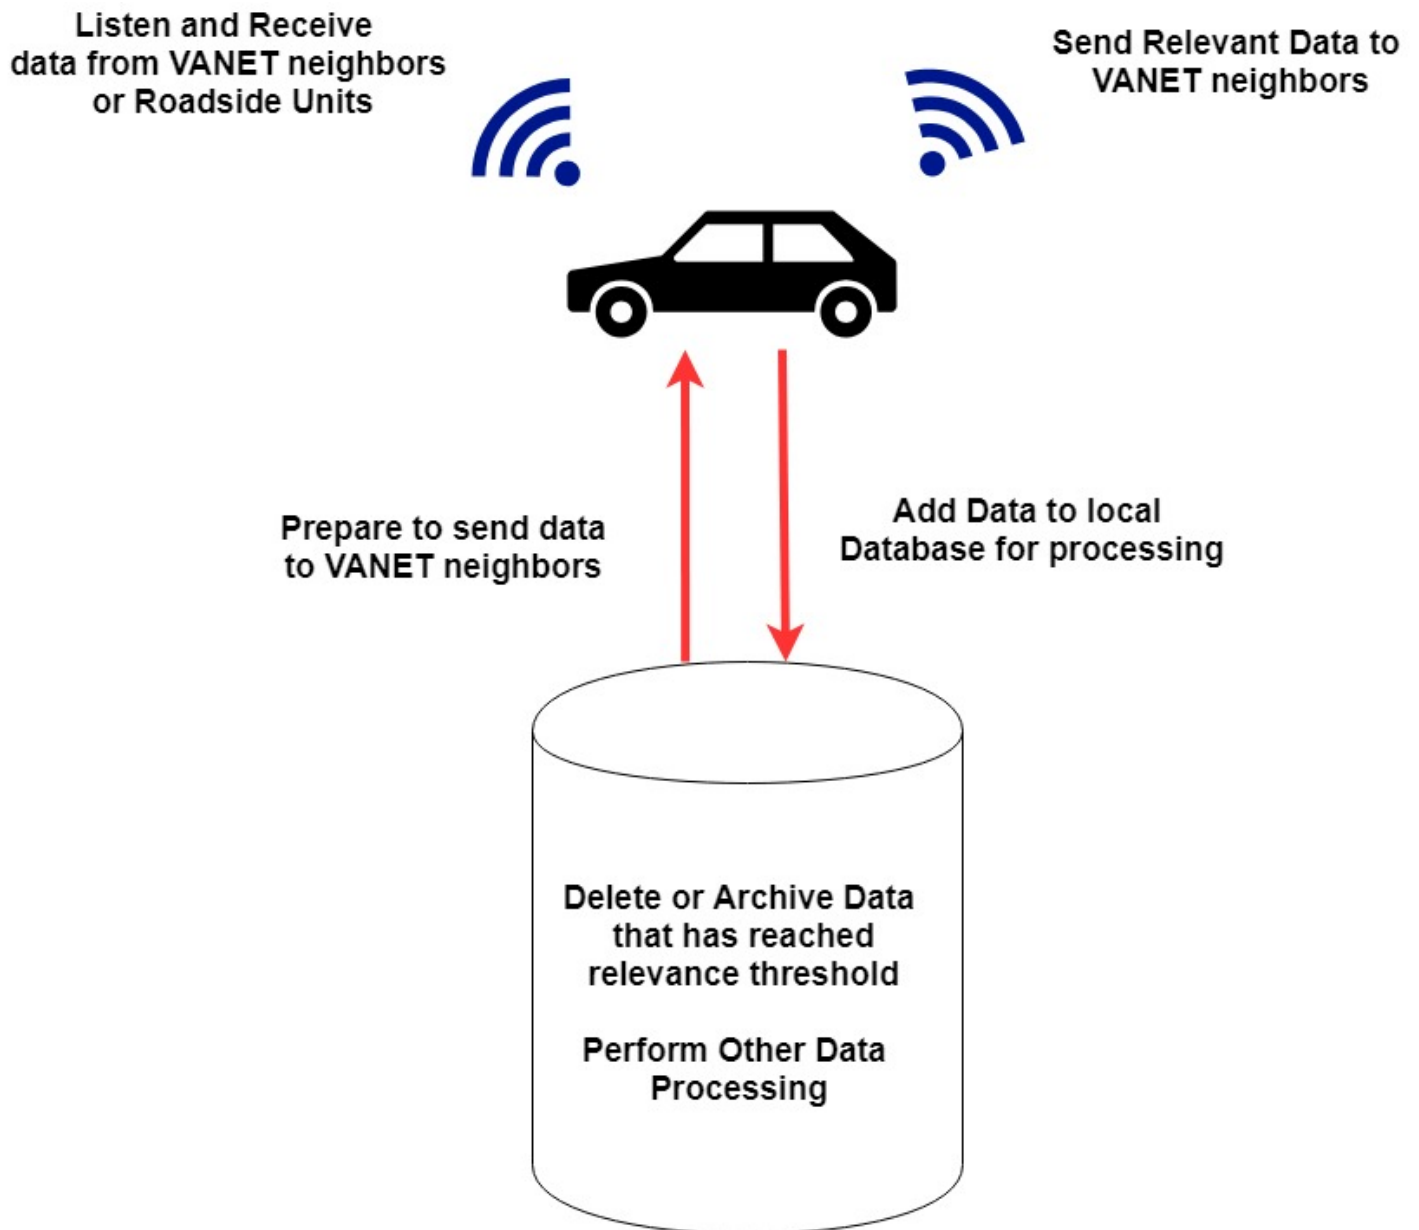 Listen and Receive
data from VANET neighbors
or Roadside Units
Send Relevant Data to
VANET neighbors
Prepare to send data
to VANET neighbors
Add Data to local
Database for processing
Delete or Archive Data
that has reached
relevance threshold
Perform Other Data
Processing